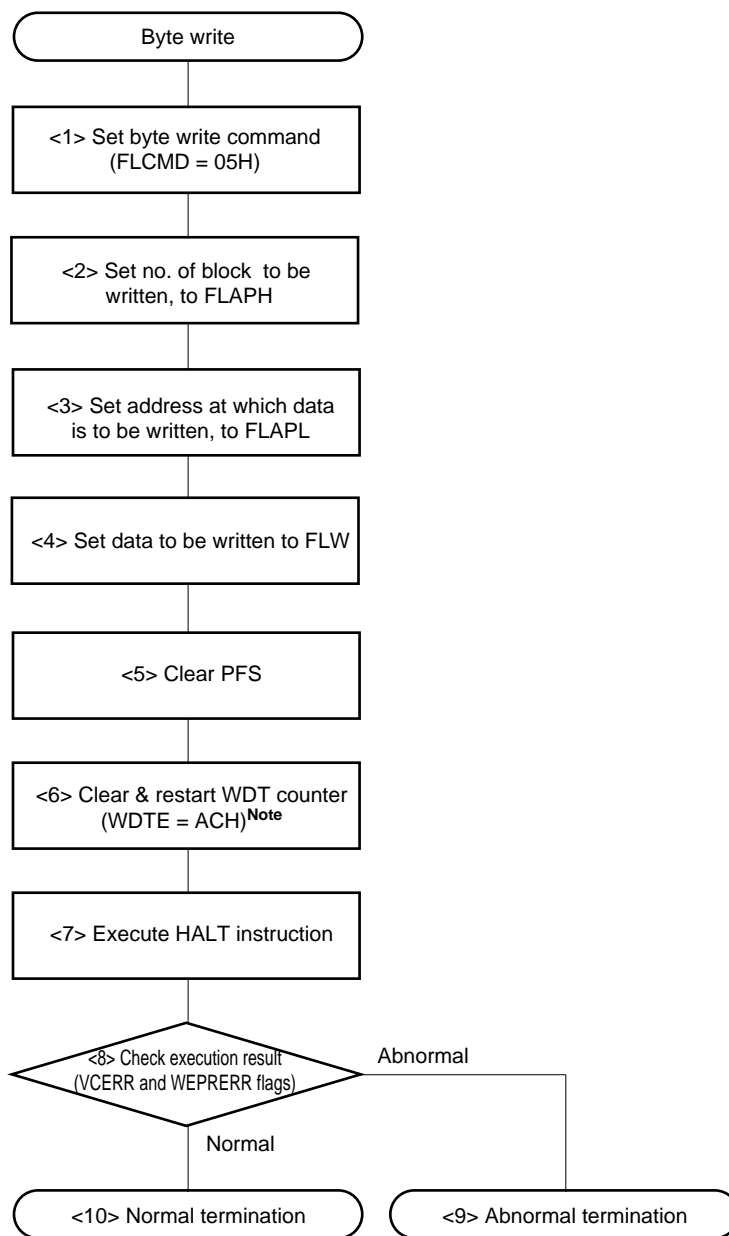 Byte write
<1> Set byte write command
(FLCMD = 05H)
<2> Set no. of block to be
written, to FLAPH
<3> Set address at which data
is to be written, to FLAPL
<4> Set data to be written to FLW
<5> Clear PFS
<6> Clear & restart WDT counter
(WDTE = ACH)Note
<7> Execute HALT instruction
<8> Check execution result
(VCERR and WEPRERR flags)
Abnormal
Normal
<10> Normal termination
<9> Abnormal termination